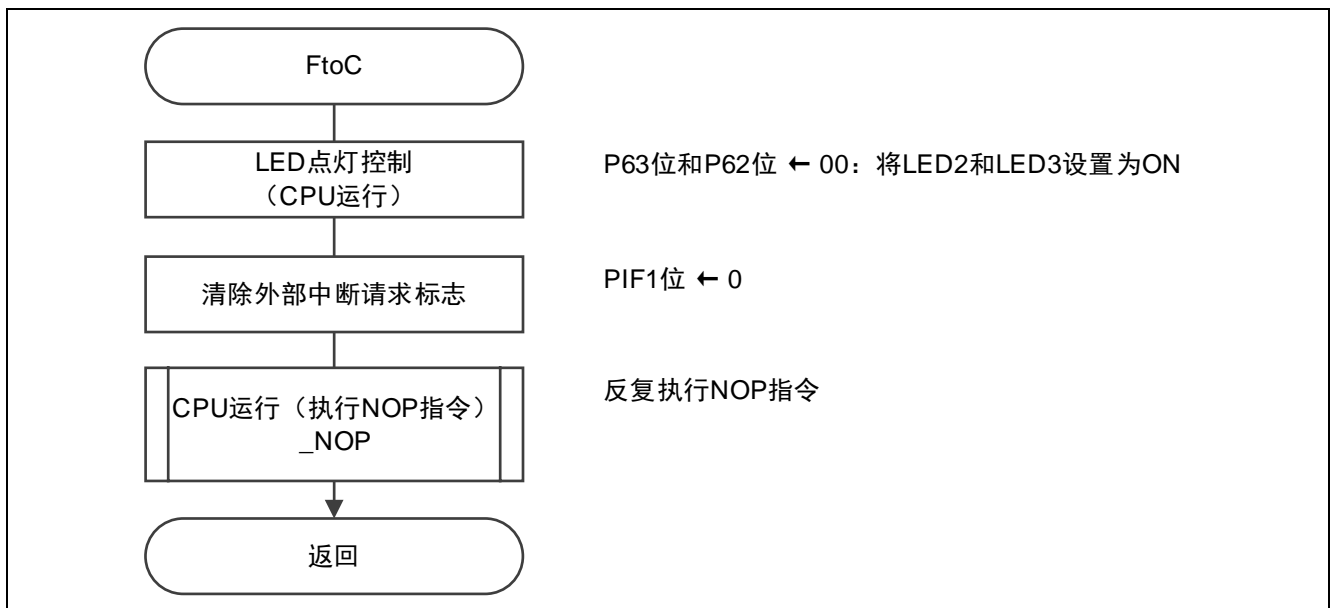 FtoC
LED点灯控制
（CPU运行）
P63位和P62位 ← 00：将LED2和LED3设置为ON
清除外部中断请求标志
PIF1位 ← 0
CPU运行（执行NOP指令）
_NOP
反复执行NOP指令
返回